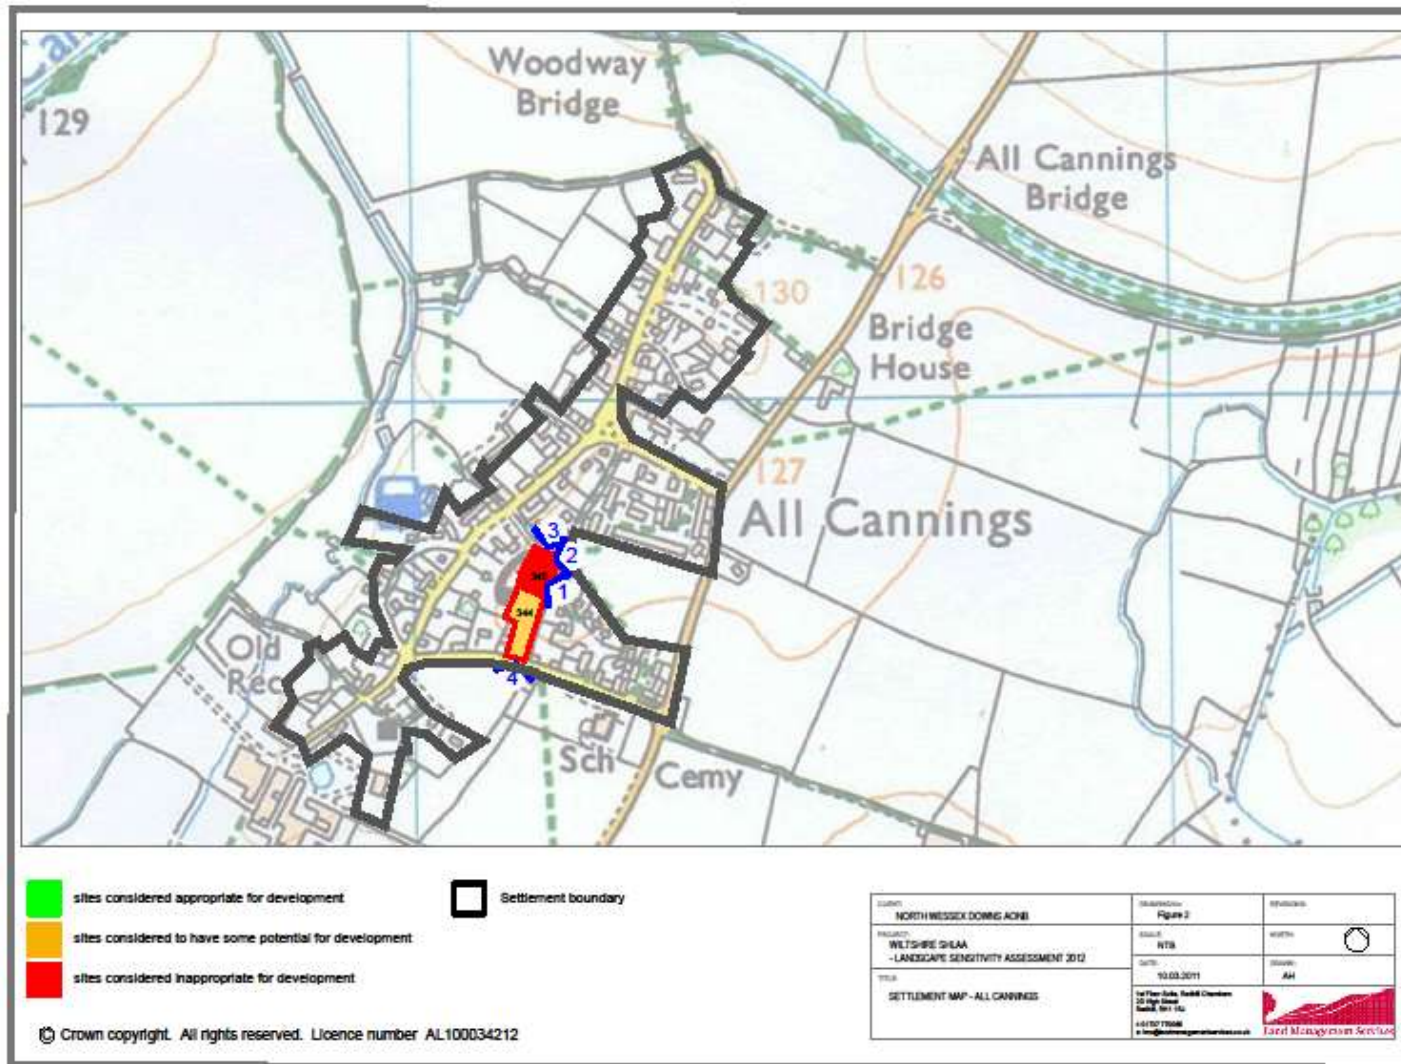 Can
129
Woodway
Bridge
All Cannings
Bridge
130
126
Bridge
House
127
All Cannings
3
2
1
344
4
Old
Rec
Sch
Cemy
sites considered appropriate for development
Settlement boundary
sites considered to have some potential for development
sites considered inappropriate for development
© Crown copyright. All rights reserved. Licence number AL100034212
NORTH WESSEX DOWNS AONB
Figure 2
WILTSHIRE SHLAA
- LANDSCAPE SENSITIVITY ASSESSMENT 2012
NTS
10.03.2011
AH
SETTLEMENT MAP - ALL CANNINGS
Land Management Services